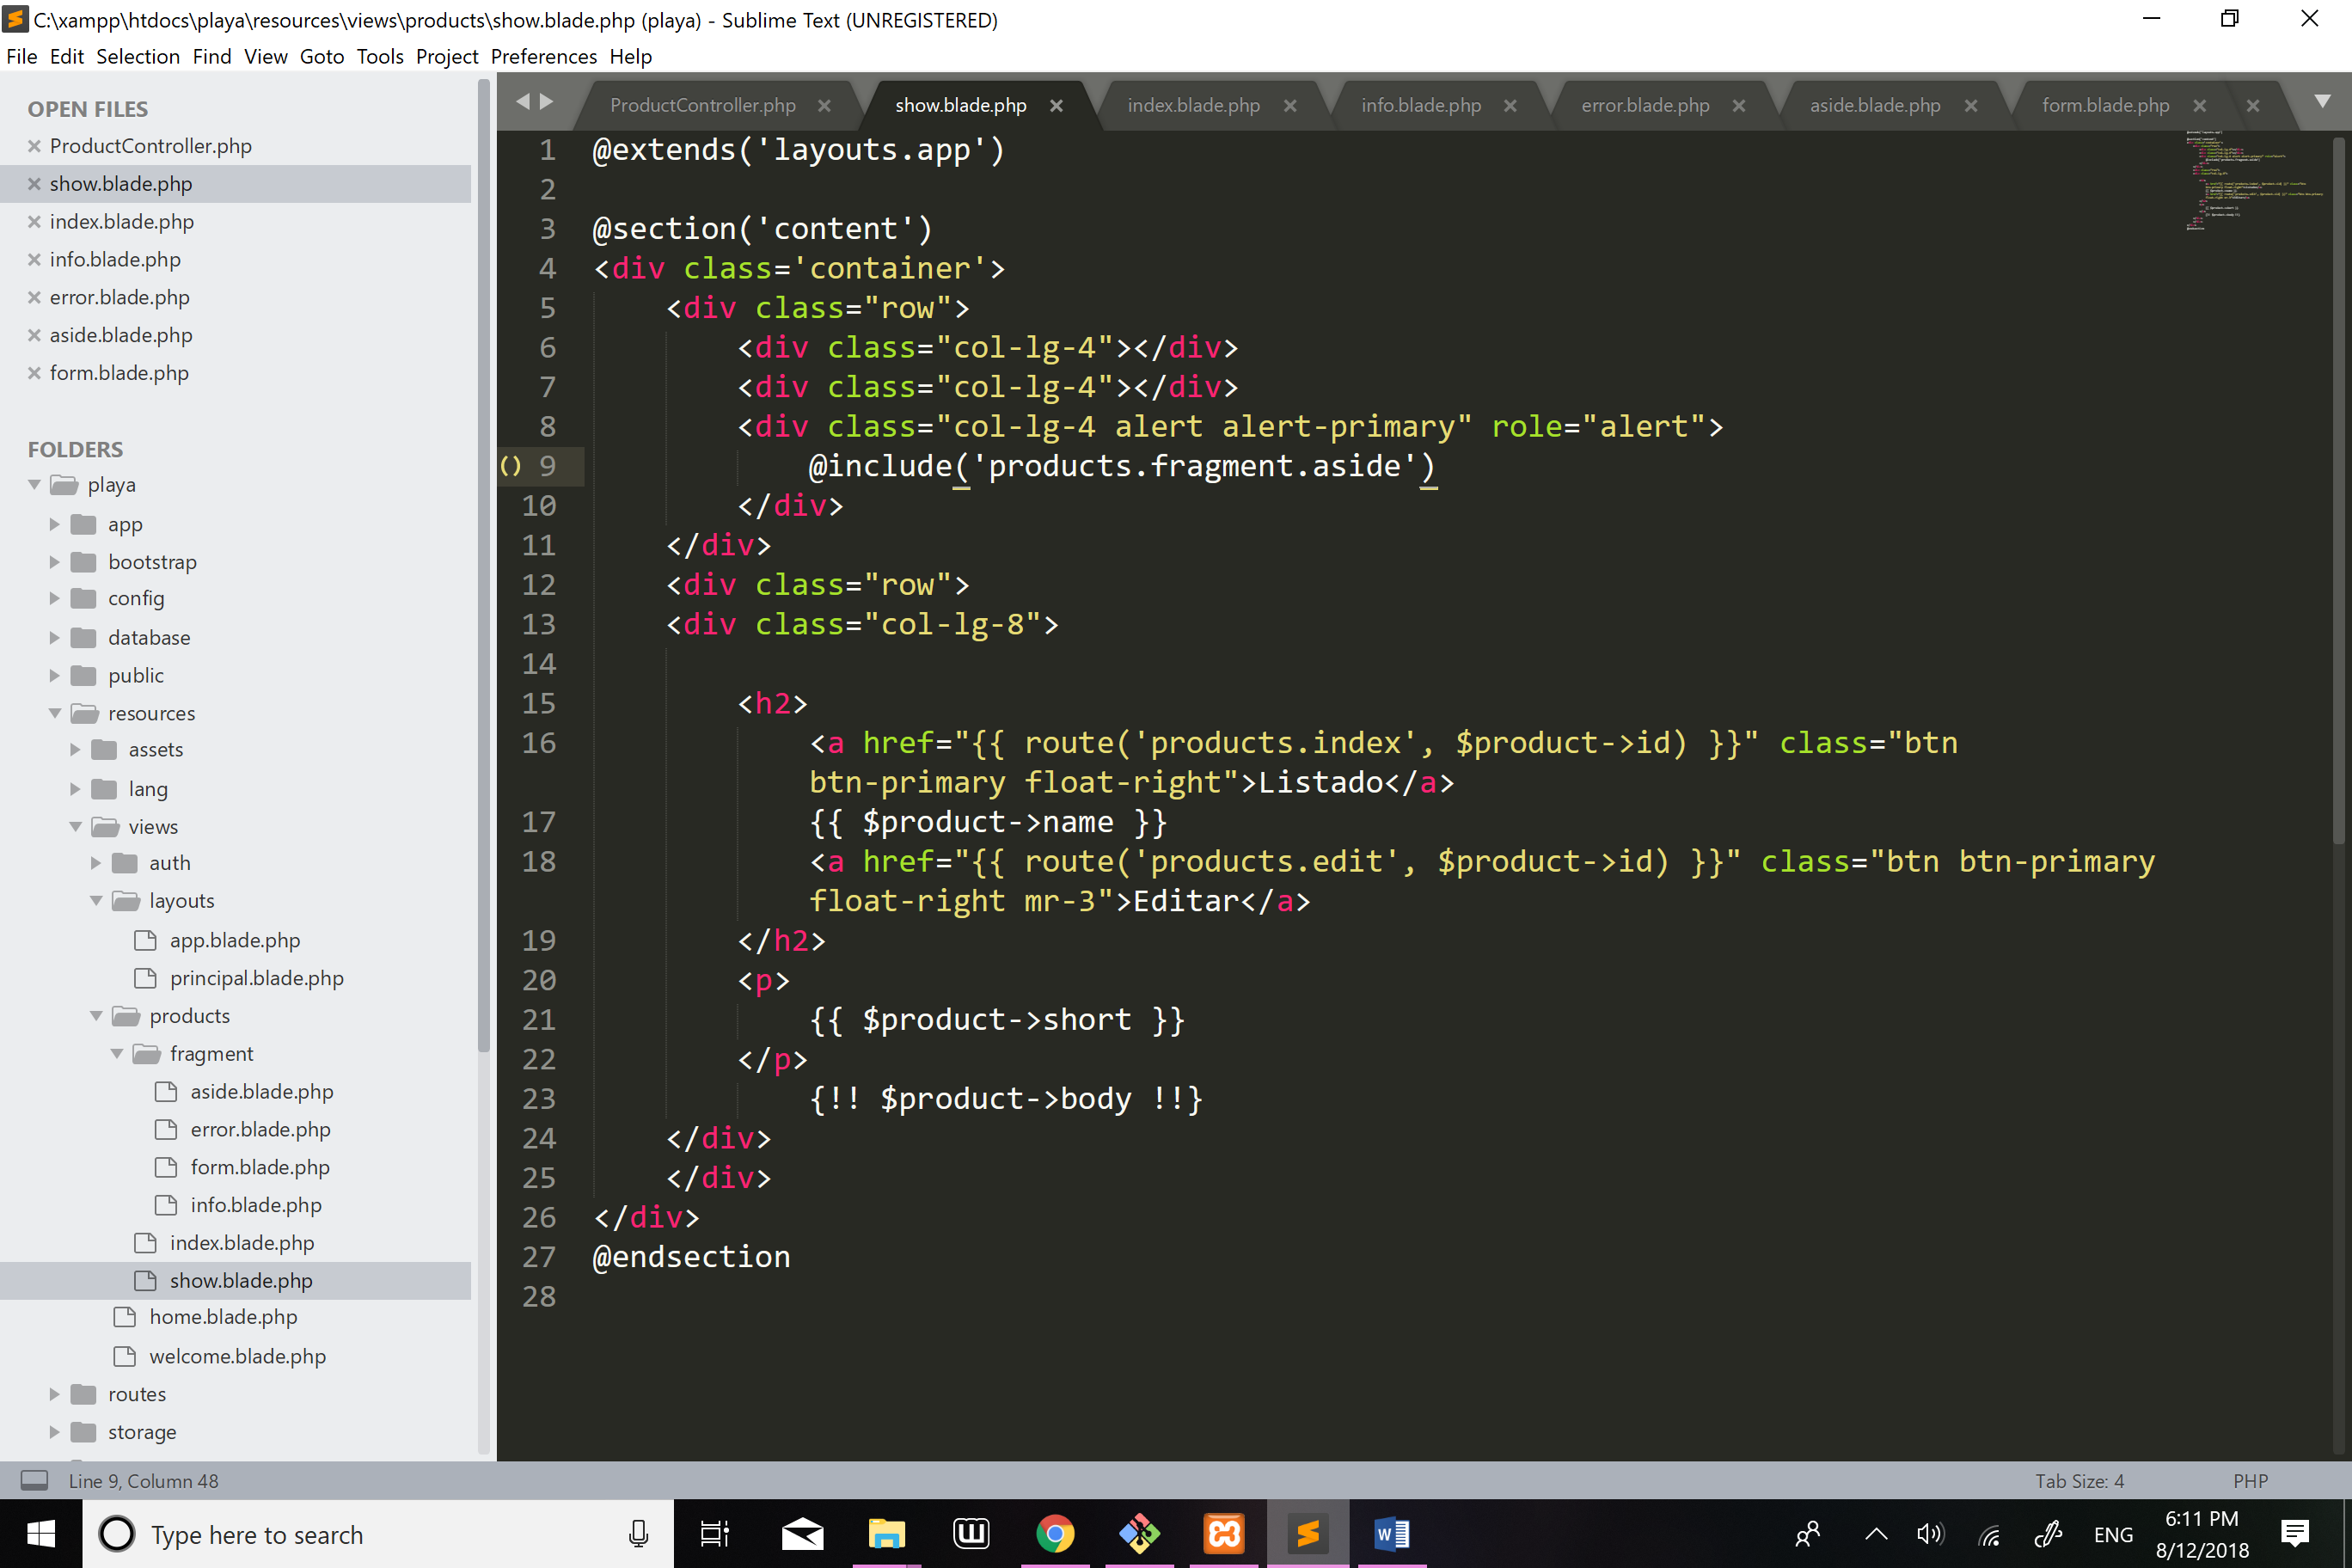 C:\xampp\htdocs\playa\resources\views\products\show.blade.php (playa) - Sublime Text (UNREGISTERED)
File Edit Selection Find View Goto Tools Project Preferences Help
OPEN FILES
ProductController.php
show.blade.php
index.blade.php
info.blade.php
error.blade.php
aside.blade.php
form.blade.php
FOLDERS
playa
app
bootstrap
config
database
public
resources
assets
lang
views
auth
layouts
app.blade.php
principal.blade.php
products
fragment
aside.blade.php
error.blade.php
form.blade.php
info.blade.php
index.blade.php
show.blade.php
home.blade.php
welcome.blade.php
routes
storage
ProductController.php show.blade.php index.blade.php info.blade.php error.blade.php aside.blade.php form.blade.php
1 @extends('layouts.app')
2
3 @section('content')
4 <div class='container'>
5 <div class="row">
6 <div class="col-lg-4"></div>
7 <div class="col-lg-4"></div>
8 <div class="col-lg-4 alert alert-primary" role="alert">
() 9 @include('products.fragment.aside')
10 </div>
11 </div>
12 <div class="row">
13 <div class="col-lg-8">
14
15 <h2>
16 <a href="{{ route('products.index', $product->id) }}" class="btn
btn-primary float-right">Listado</a>
17 {{ $product->name }}
18 <a href="{{ route('products.edit', $product->id) }}" class="btn btn-primary
float-right mr-3">Editar</a>
19 </h2>
20 <p>
21 {{ $product->short }}
22 </p>
23 {!! $product->body !!}
24 </div>
25 </div>
26 </div>
27 @endsection
28
Line 9, Column 48 Tab Size: 4 PHP
Type here to search
ENG
6:11 PM
8/12/2018